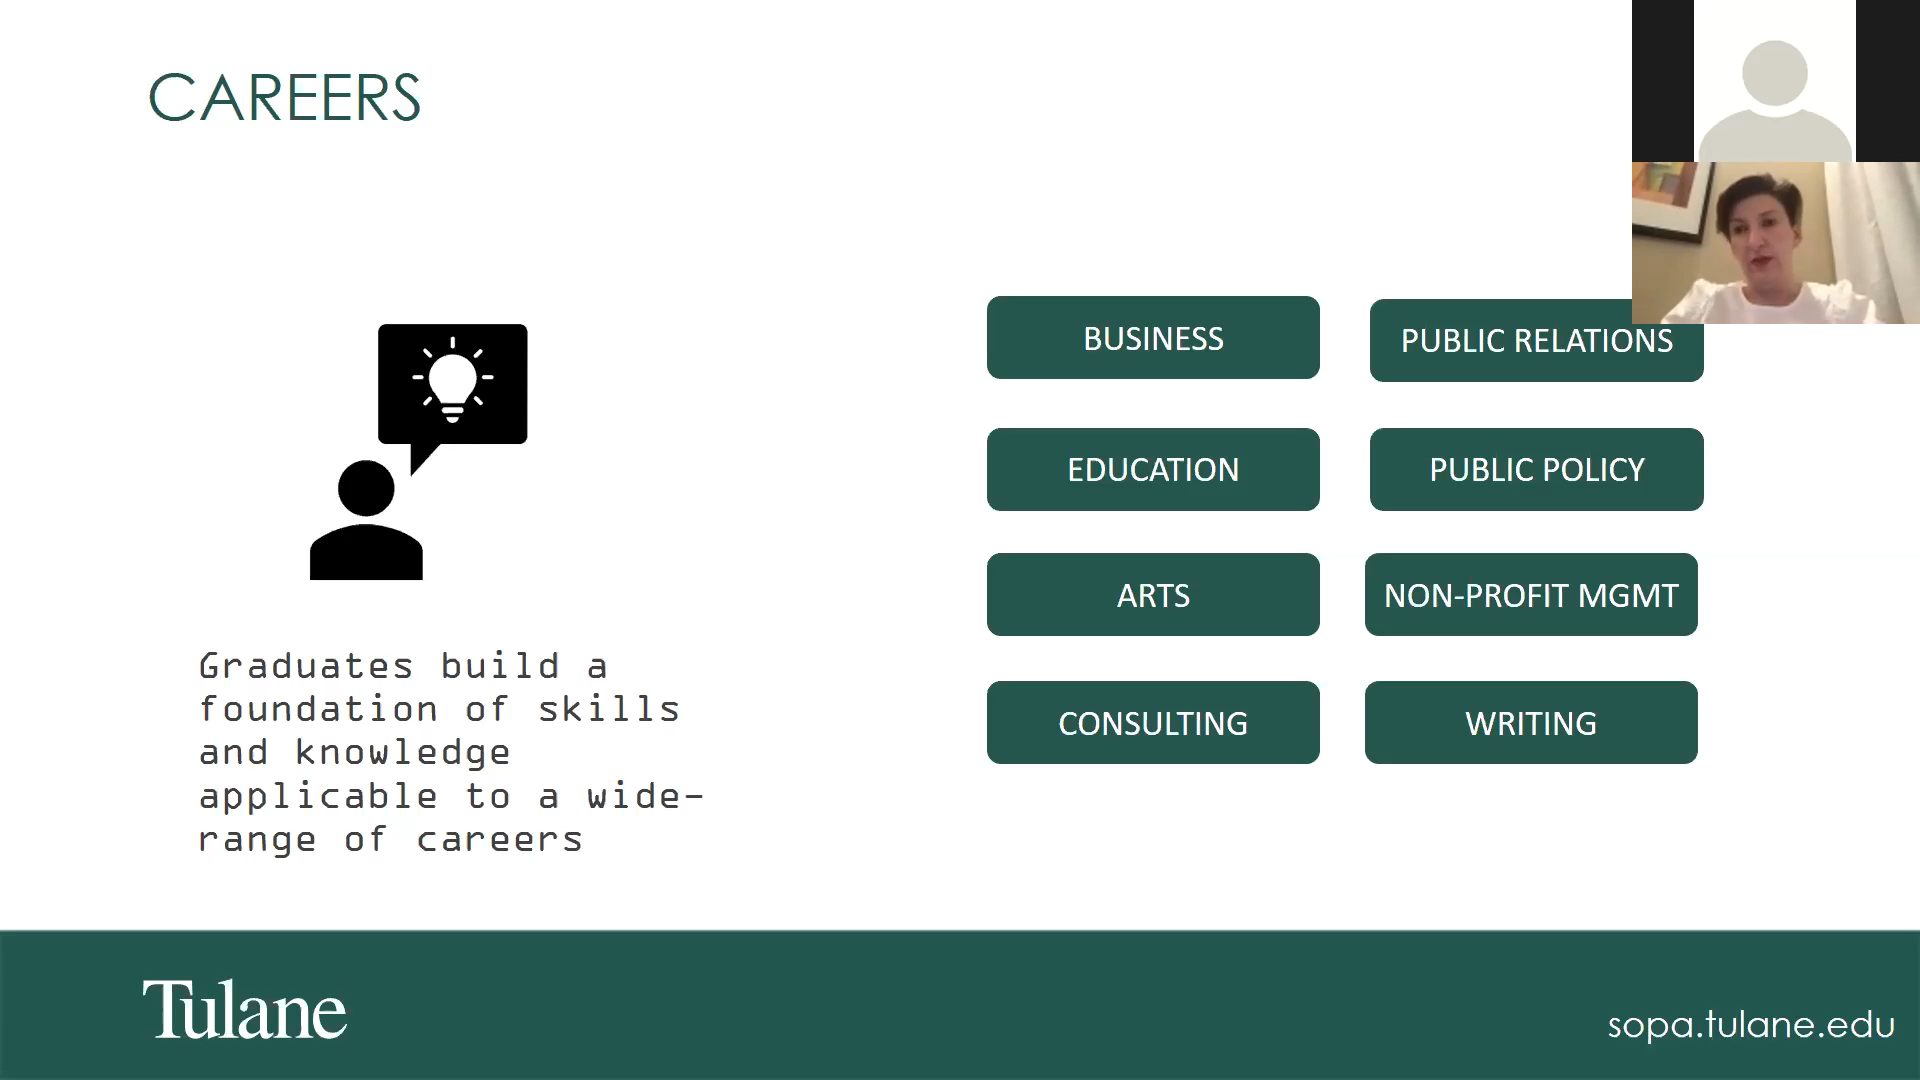 CAREERS
BUSINESS
PUBLIC RELATIONS
EDUCATION
PUBLIC POLICY
ARTS
NON-PROFIT MGMT
CONSULTING
WRITING
Graduates build a
foundation of skills
and knowledge
applicable to a wide-
range of careers
Tulane
sopa.tulane.edu